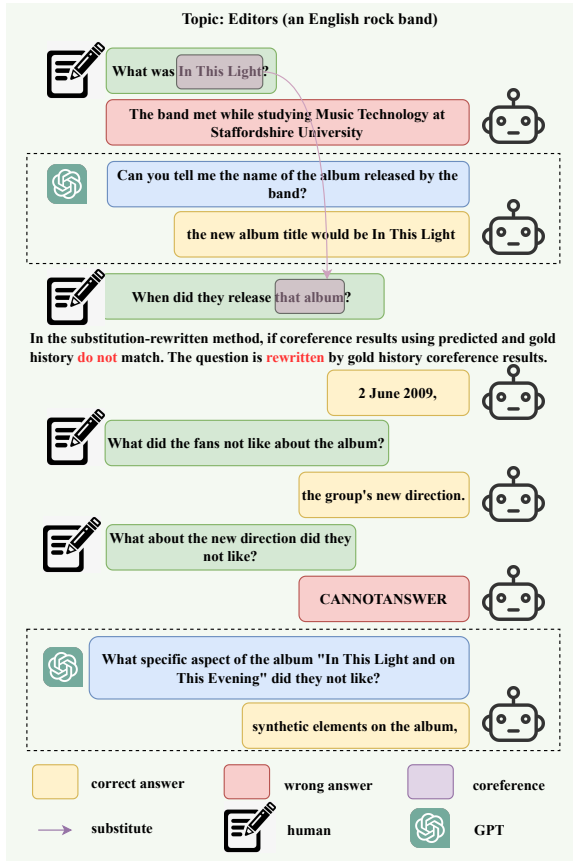 Topic: Editors (an English rock band)
What was In This Light?
The band met while studying Music Technology at
Staffordshire University
Can you tell me the name of the album released by the
band?
the new album title would be In This Light
When did they release that album?
In the substitution-rewritten method, if coreference results using predicted and gold
history do not match. The question is rewritten by gold history coreference results.
2 June 2009,
What did the fans not like about the album?
the group's new direction.
What about the new direction did they
not like?
CANNOTANSWER
What specific aspect of the album "In This Light and on
This Evening" did they not like?
synthetic elements on the album,
correct answer
wrong answer
coreference
substitute
human
GPT